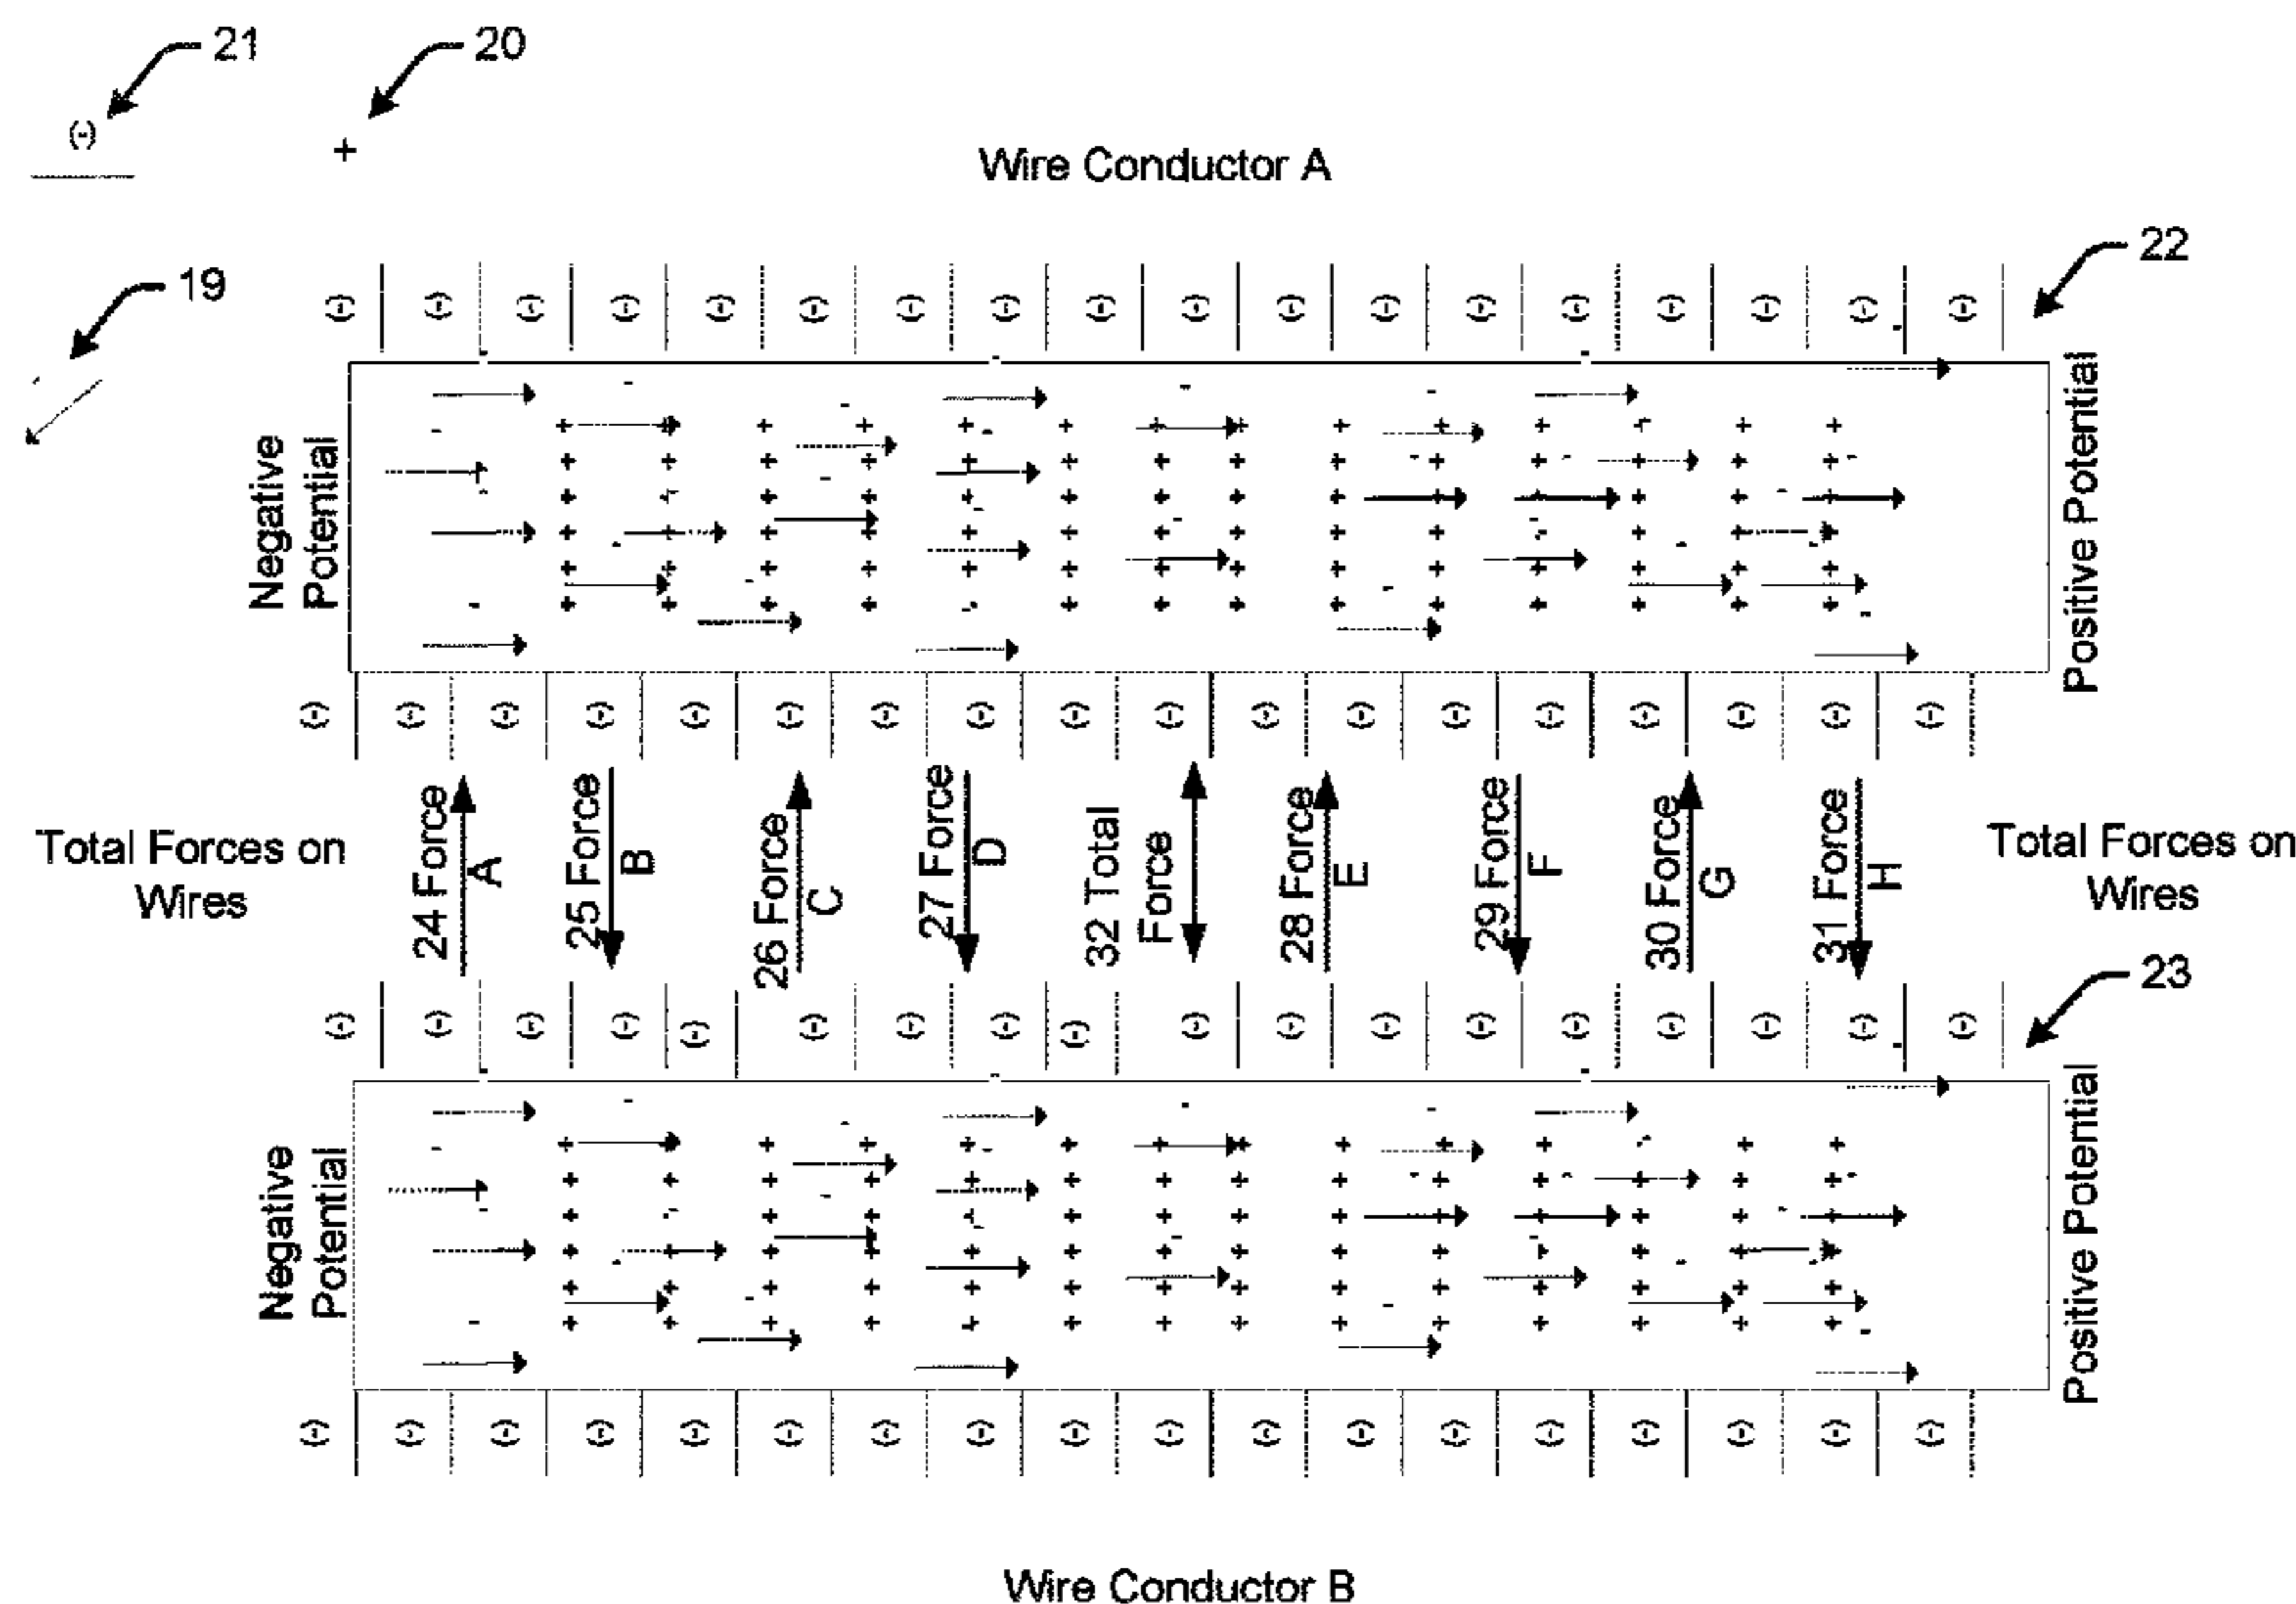 21
20
(-)
+
Wire Conductor A
19
22
(-) (-) (-) (-) (-) (-) (-) (-) (-) (-) (-) (-) (-) (-) (-) (-) (-) (-)
Negative
Potential
Positive Potential
(-) (-) (-) (-) (-) (-) (-) (-) (-) (-) (-) (-) (-) (-) (-) (-) (-) (-)
Total Forces on
Wires
24 Force
A
25 Force
B
26 Force
C
27 Force
D
32 Total
Force
28 Force
E
29 Force
F
30 Force
G
31 Force
H
Total Forces on
Wires
23
(-) (-) (-) (-) (-) (-) (-) (-) (-) (-) (-) (-) (-) (-) (-) (-) (-) (-)
Negative
Potential
Positive Potential
(-) (-) (-) (-) (-) (-) (-) (-) (-) (-) (-) (-) (-) (-) (-) (-) (-) (-)
Wire Conductor B